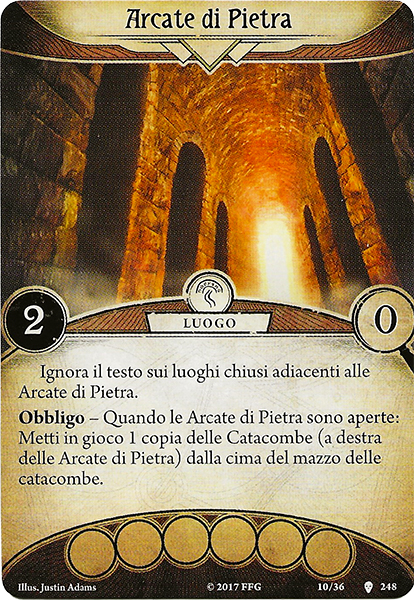 Arcate di Pietra
2
LUOGO
0
Ignora il testo sui luoghi chiusi adiacenti alle
Arcate di Pietra.
Obbligo – Quando le Arcate di Pietra sono aperte:
Metti in gioco 1 copia delle Catacombe (a destra
delle Arcate di Pietra) dalla cima del mazzo delle
catacombe.
Illus. Justin Adams
© 2017 FFG
10/36
248